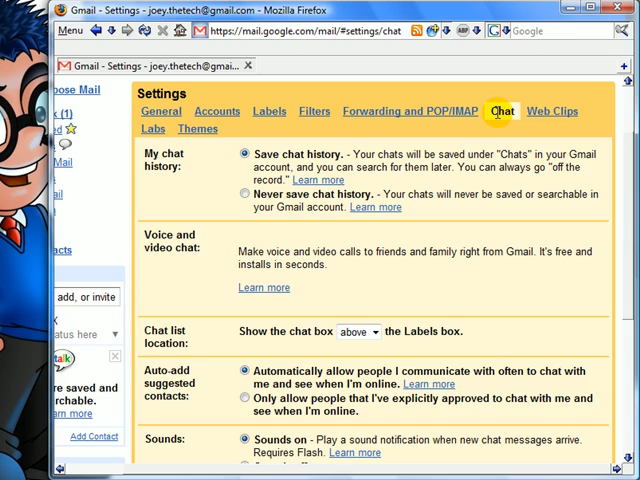 Gmail - Settings - joey.thetech@gmail.com - Mozilla Firefox
Menu https://mail.google.com/mail/#settings/chat ABP G Google
Gmail - Settings - joey.thetech@gmail.com...
Settings
General Accounts Labels Filters Forwarding and POP/IMAP Chat Web Clips
Labs Themes
pose Mail
(1)
Mail
ail
tacts
add, or invite
X
tatus here
talk
re saved and
rchable.
earn more
Add Contact
My chat history:
Save chat history. - Your chats will be saved under "Chats" in your Gmail
account, and you can search for them later. You can always go "off the
record." Learn more
Never save chat history. - Your chats will never be saved or searchable in
your Gmail account. Learn more
Voice and video chat:
Make voice and video calls to friends and family right from Gmail. It's free and
installs in seconds.
Learn more
Chat list location:
Show the chat box above the Labels box.
Auto-add suggested contacts:
Automatically allow people I communicate with often to chat with
me and see when I'm online. Learn more
Only allow people that I've explicitly approved to chat with me and
see when I'm online.
Sounds:
Sounds on - Play a sound notification when new chat messages arrive.
Requires Flash. Learn more